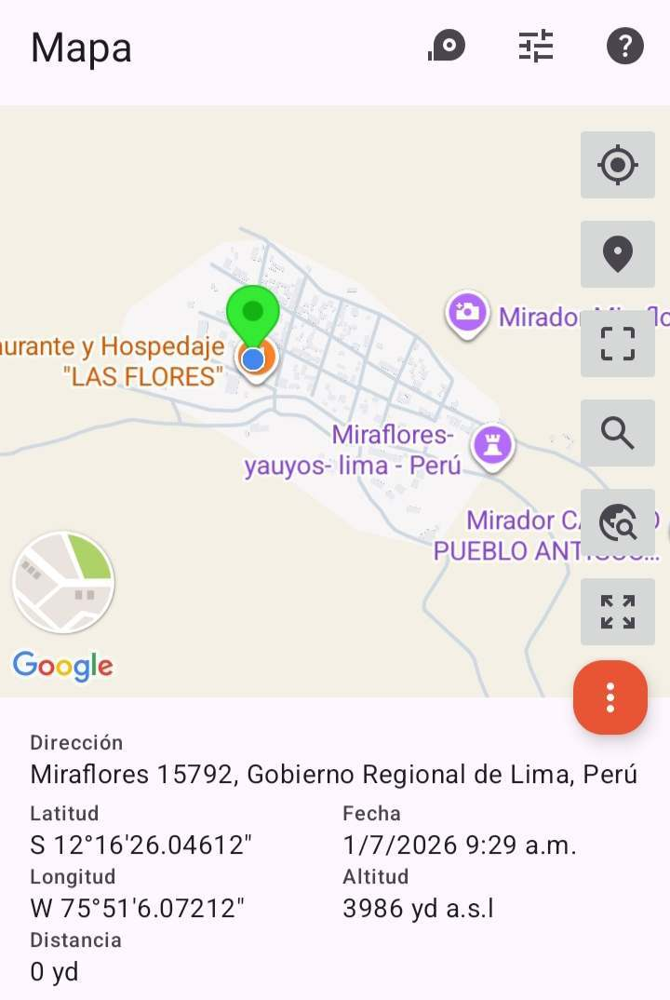 Mapa
Mirador
urante y Hospedaje
"LAS FLORES"
Miraflores-
yauyos- lima - Perú
Mirador
PUEBLO
Google
Dirección
Miraflores 15792, Gobierno Regional de Lima, Perú
Latitud
Fecha
S 12°16'26.04612"
1/7/2026 9:29 a.m.
Longitud
Altitud
W 75°51'6.07212"
3986 yd a.s.l
Distancia
0 yd